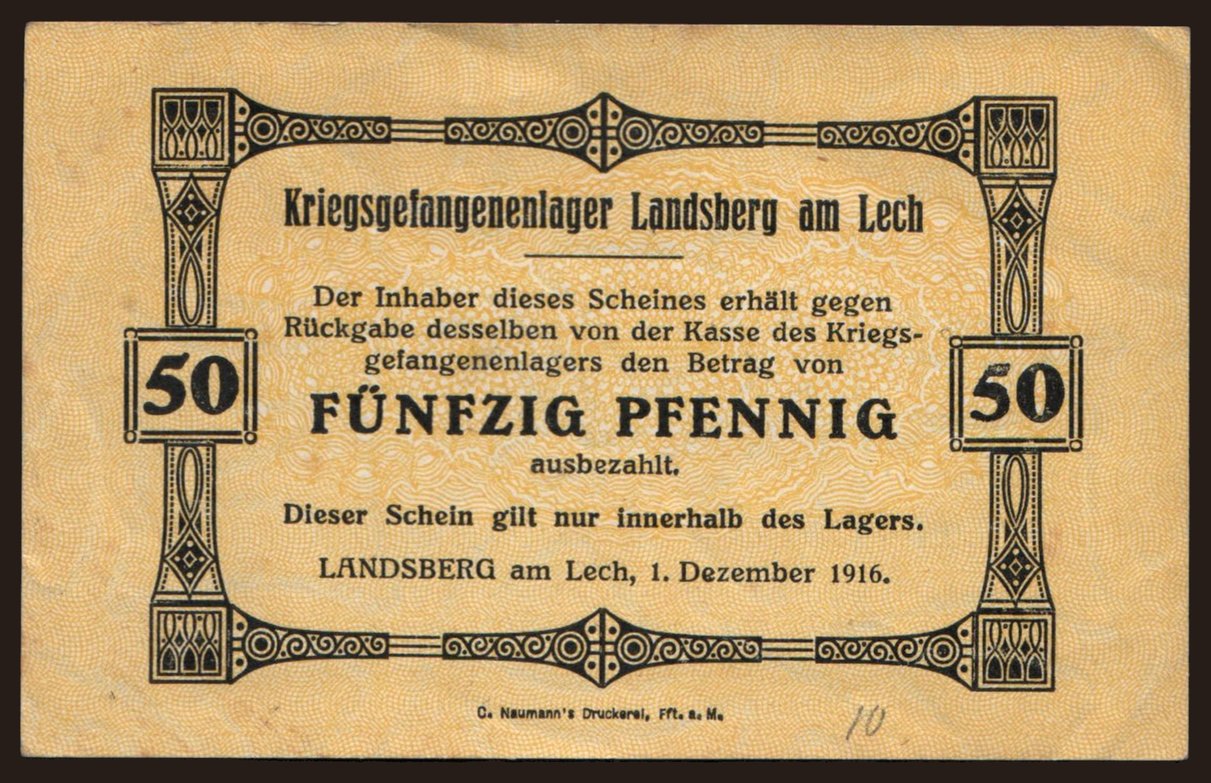 Kriegsgefangenenlager Landsberg am Lech
Der Inhaber dieses Scheines erhält gegen
Rückgabe desselben von der Kasse des Kriegs-
gefangenenlagers den Betrag von
50 FÜNFZIG PFENNIG 50
ausbezahlt.
Dieser Schein gilt nur innerhalb des Lagers.
LANDSBERG am Lech, 1. Dezember 1916.
C. Naumann's Druckerei, Fft. a. M.
10